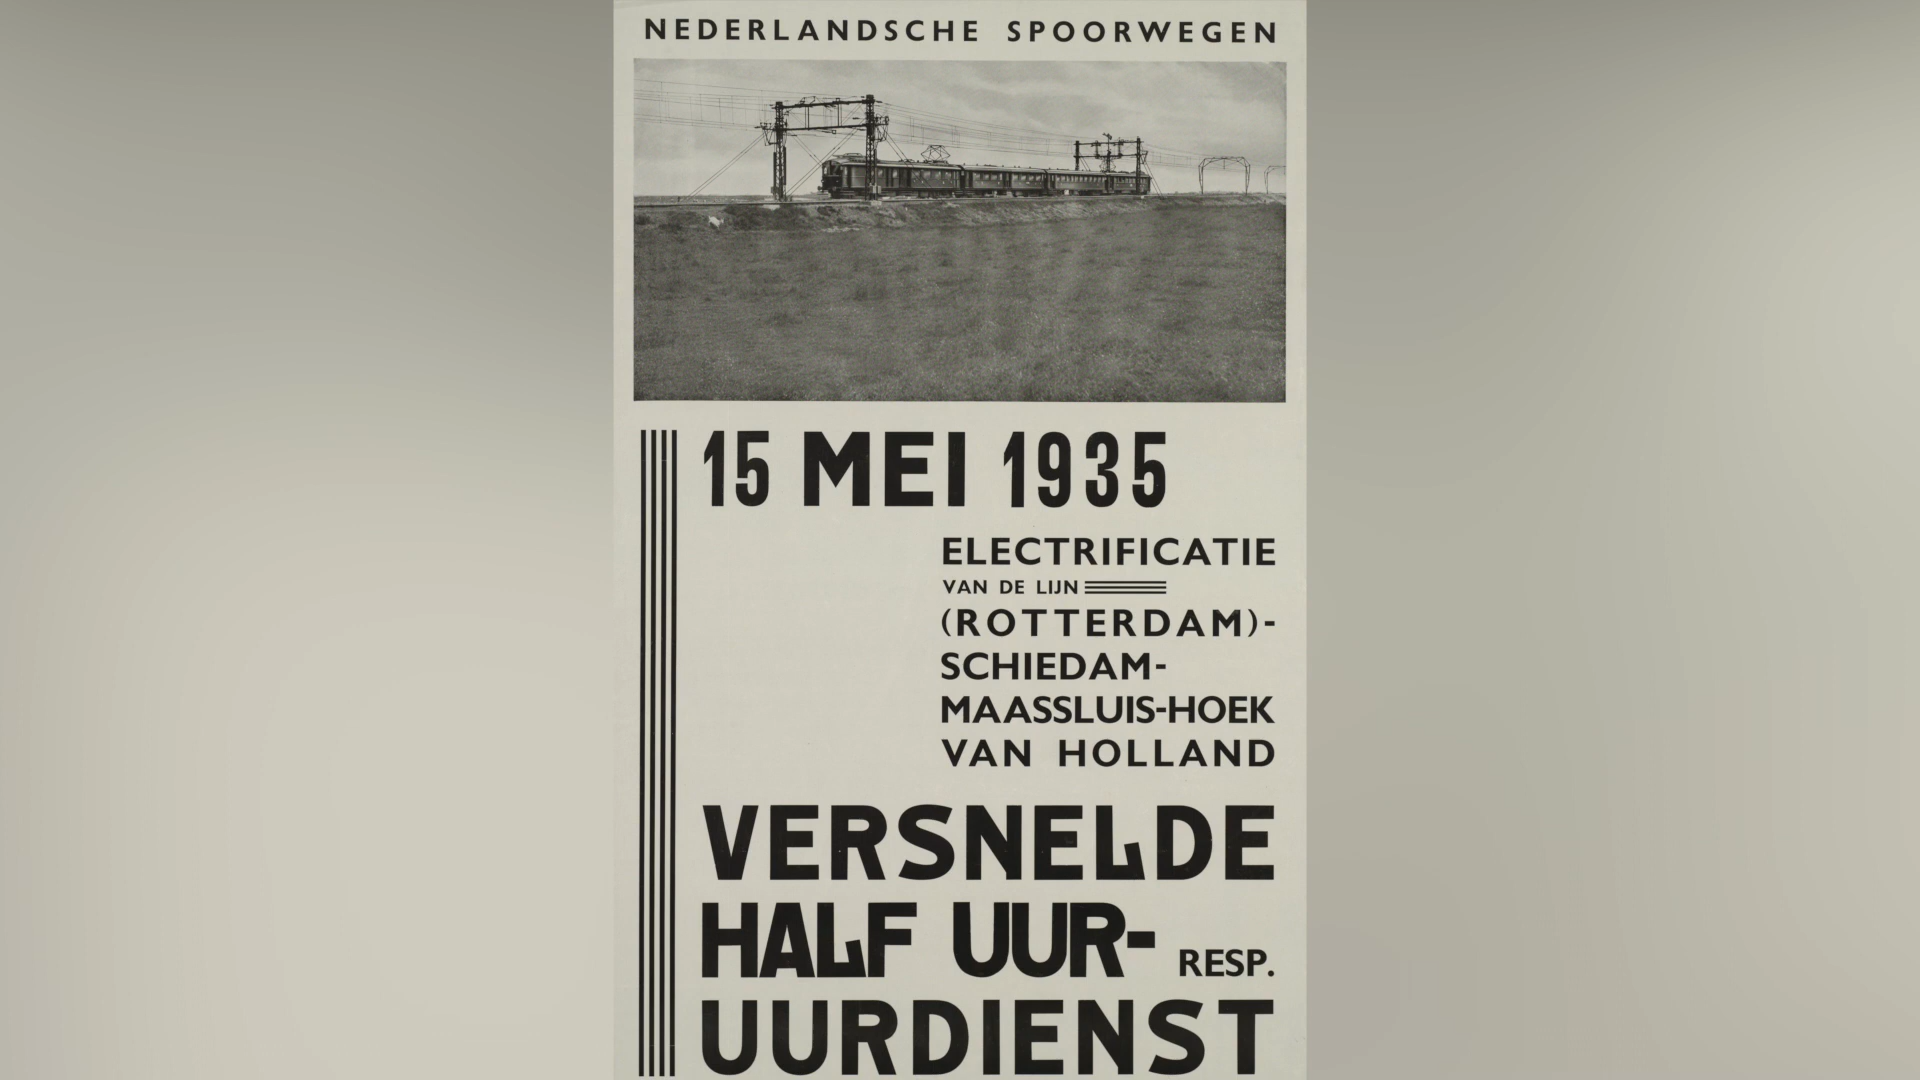 NEDERLANDSCHE SPOORWEGEN
15 MEI 1935
ELECTRIFICATIE
VAN DE LIJN
(ROTTERDAM)-
SCHIEDAM-
MAASSLUIS-HOEK
VAN HOLLAND
VERSNELDE
HALF UUR- RESP.
UURDIENST